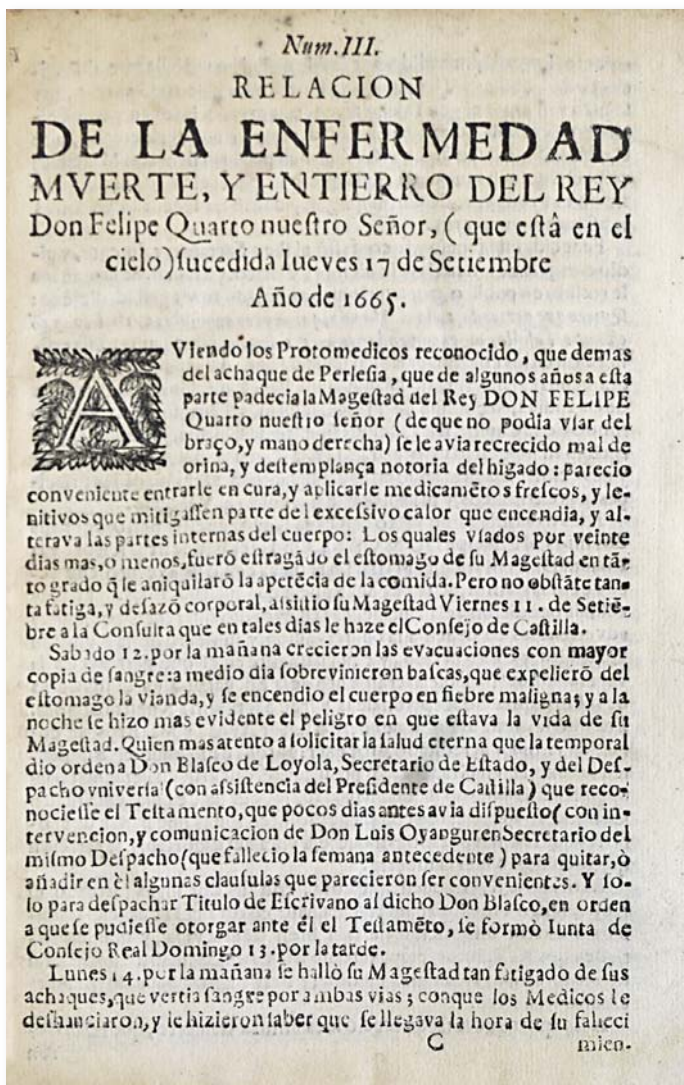 Num.III.
RELACION
DE LA ENFERMEDAD
MVERTE, Y ENTIERRO DEL REY
Don Felipe Quarto nueſtro Señor, ( que eſtâ en el
cielo) ſucedida Iueves 17 de Setiembre
Año de 1665.
AViendo los Protomedicos reconocido, que demas
del achaque de Perleſia, que de algunos años a eſta
parte padecia la Mageſtad del Rey DON FELIPE
Quarto nueſtro ſeñor (de que no podia vſar del
braço, y mano derecha) ſe le avia recrecido mal de
orina, y deſtemplança notoria del higado: parecio
conveniente entrarle en cura, y aplicarle medicamẽtos freſcos, y le-
nitivos que mitigaſſen parte del exceſsivo calor que encendia, y al-
terava las partes internas del cuerpo: Los quales vſados por veinte
dias mas, o menos, fuerõ eſtragãdo el eſtomago de ſu Mageſtad en tã-
to grado q̃ le aniquilarõ la apetẽcia de la comida. Pero no obſtãte tan-
ta fatiga, y deſazõ corporal, aſsiſtio ſu Mageſtad Viernes 11. de Setiẽ-
bre a la Conſulta que en tales dias le haze el Conſejo de Caſtilla.
Sabado 12. por la mañana crecieron las evacuaciones con mayor
copia de ſangre: a medio dia ſobrevinieron baſcas, que expelierõ del
eſtomago la vianda, y ſe encendio el cuerpo en fiebre maligna; y a la
noche ſe hizo mas evidente el peligro en que eſtava la vida de ſu
Mageſtad. Quien mas atento a ſolicitar la ſalud eterna que la temporal
dio orden a Don Blaſco de Loyola, Secretario de Eſtado, y del Deſ-
pacho vniverſal (con aſsiſtencia del Preſidente de Caſtilla) que reco-
nocieſſe el Teſtamento, que pocos dias antes avia diſpueſto (con in-
tervencion, y comunicacion de Don Luis Oyanguren Secretario del
miſmo Deſpacho (que fallecio la ſemana antecedente) para quitar, ò
añadir en èl algunas clauſulas que parecieron ſer convenientes. Y ſo-
lo para deſpachar Titulo de Eſcrivano al dicho Don Blaſco, en orden
a que ſe pudieſſe otorgar ante él el Teſtamẽto, ſe formò Iunta de
Conſejo Real Domingo 13. por la tarde.
Lunes 14. por la mañana ſe hallò ſu Mageſtad tan fatigado de ſus
achaques, que vertia ſangre por ambas vias; conque los Medicos le
deſhauciaron, y le hizieron ſaber que ſe llegava la hora de ſu falleci
C mien-